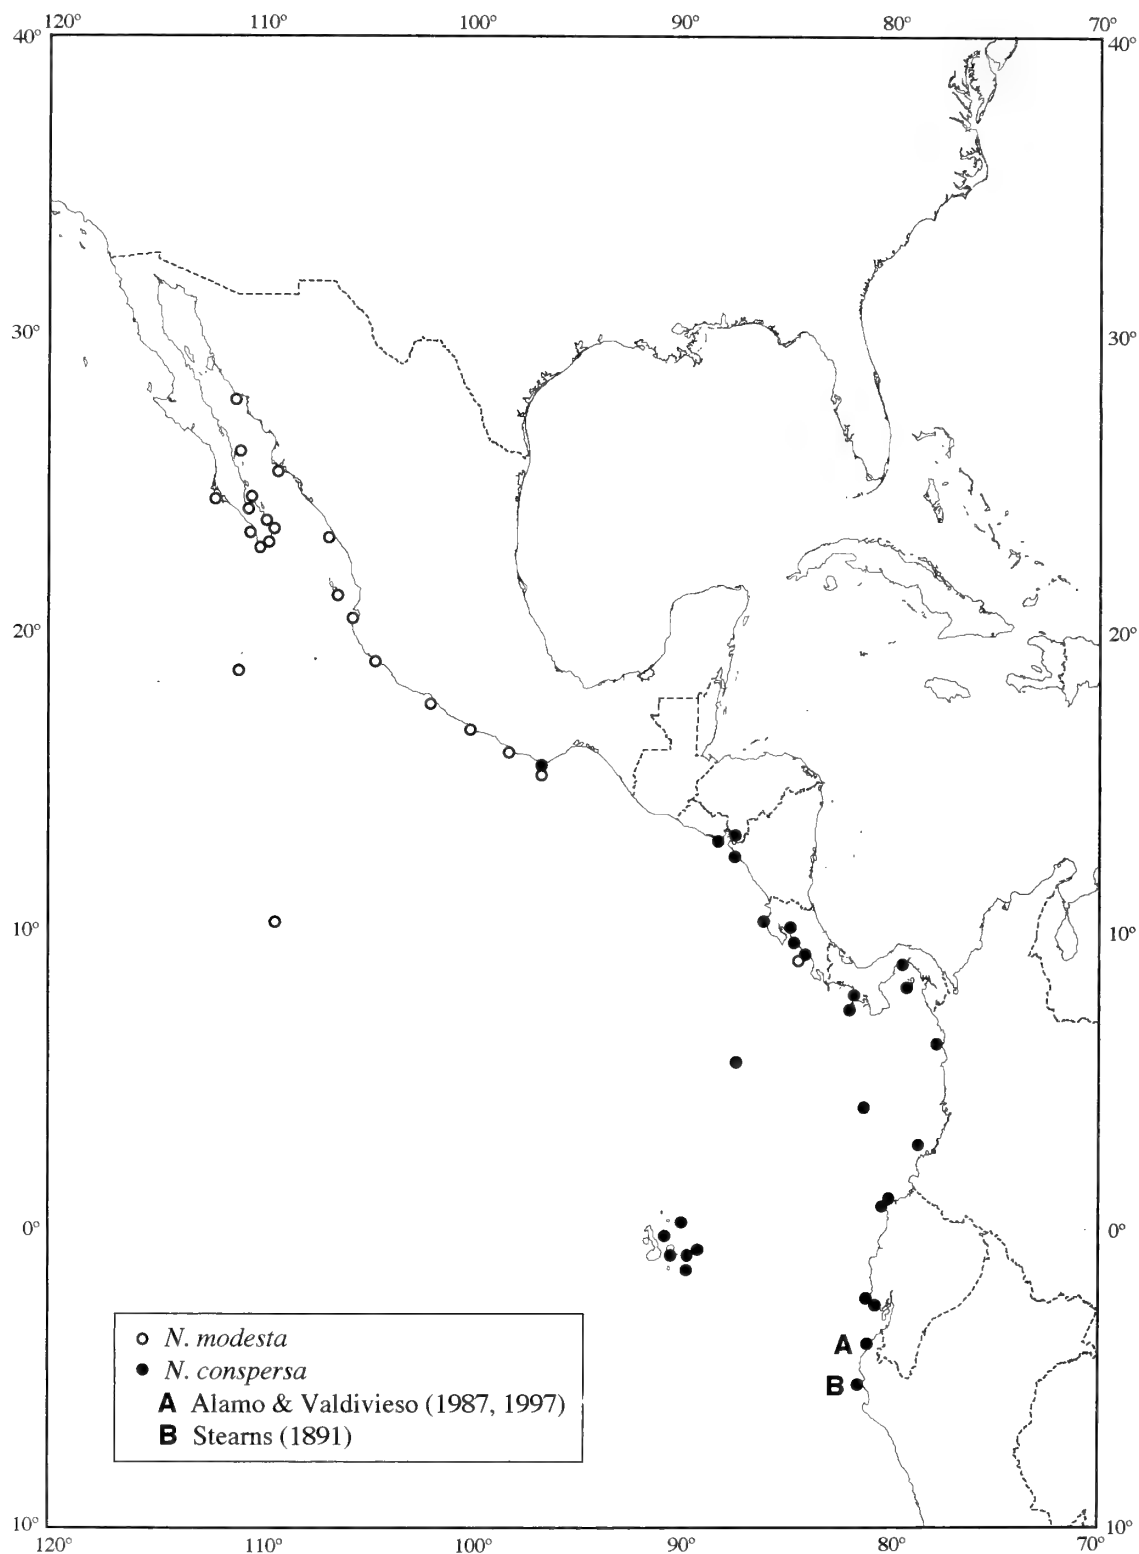 120° 110° 100° 90° 80° 70°
40° 40°
30° 30°
20° 20°
10° 10°
0° 0°
N. modesta
N. conspersa
A
A Alamo & Valdivieso (1987, 1997)
B
B Stearns (1891)
10° 10°
120° 110° 100° 90° 80° 70°